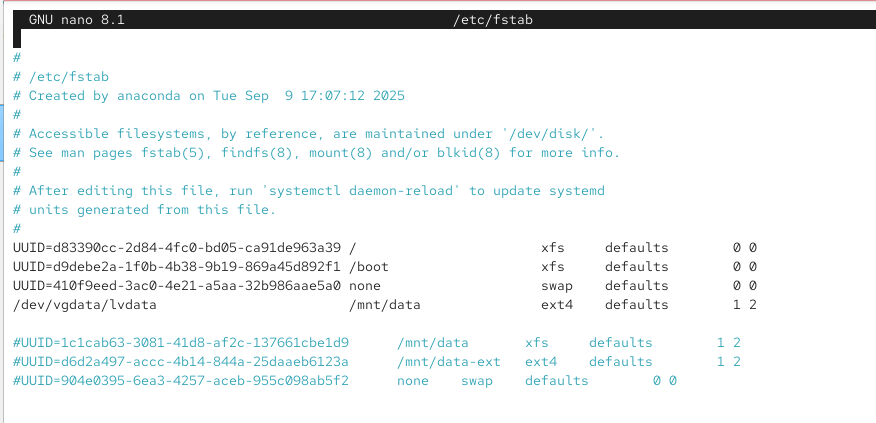 GNU nano 8.1 /etc/fstab
#
# /etc/fstab
# Created by anaconda on Tue Sep  9 17:07:12 2025
#
# Accessible filesystems, by reference, are maintained under '/dev/disk/'.
# See man pages fstab(5), findfs(8), mount(8) and/or blkid(8) for more info.
#
# After editing this file, run 'systemctl daemon-reload' to update systemd
# units generated from this file.
#
UUID=d83390cc-2d84-4fc0-bd05-ca91de963a39 /                       xfs     defaults        0 0
UUID=d9debe2a-1f0b-4b38-9b19-869a45d892f1 /boot                   xfs     defaults        0 0
UUID=410f9eed-3ac0-4e21-a5aa-32b986aae5a0 none                    swap    defaults        0 0
/dev/vgdata/lvdata                        /mnt/data               ext4    defaults        1 2
#UUID=1c1cab63-3081-41d8-af2c-137661cbe1d9      /mnt/data       xfs     defaults        1 2
#UUID=d6d2a497-accc-4b14-844a-25daaeb6123a      /mnt/data-ext   ext4    defaults        1 2
#UUID=904e0395-6ea3-4257-aceb-955c098ab5f2      none    swap    defaults        0 0